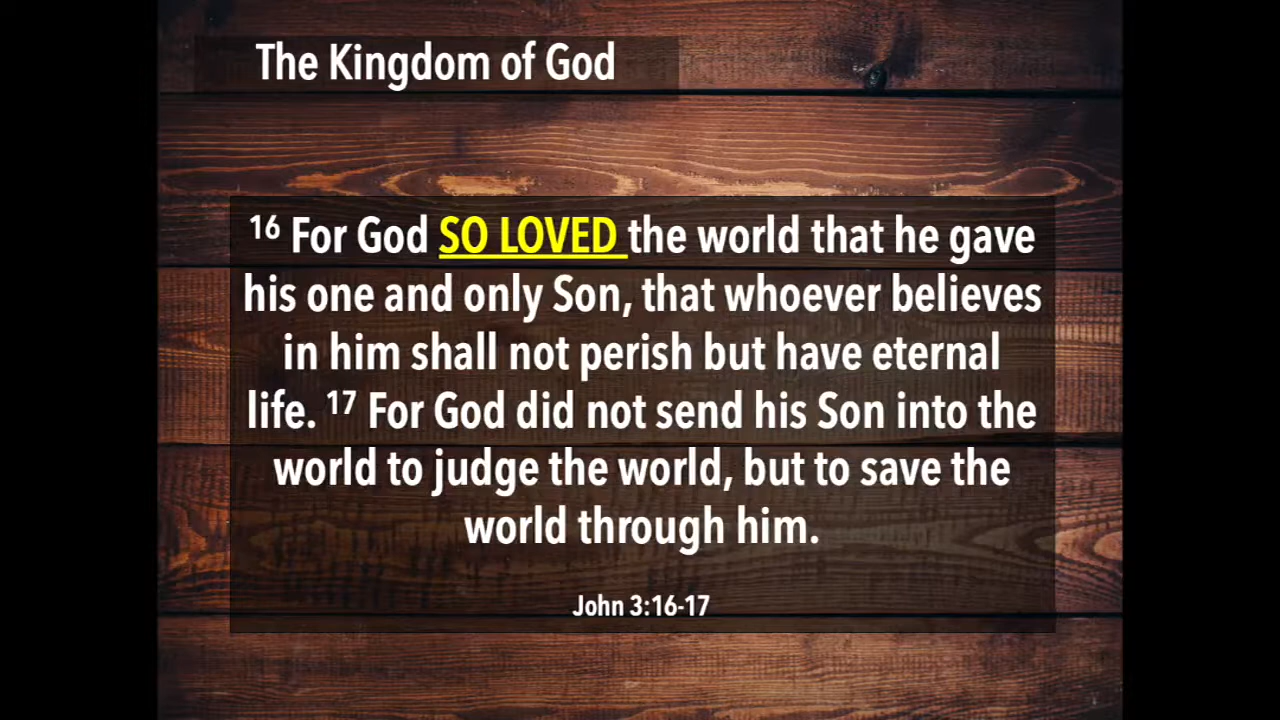 The Kingdom of God
16 For God SO LOVED the world that he gave
his one and only Son, that whoever believes
in him shall not perish but have eternal
life. 17 For God did not send his Son into the
world to judge the world, but to save the
world through him.
John 3:16-17